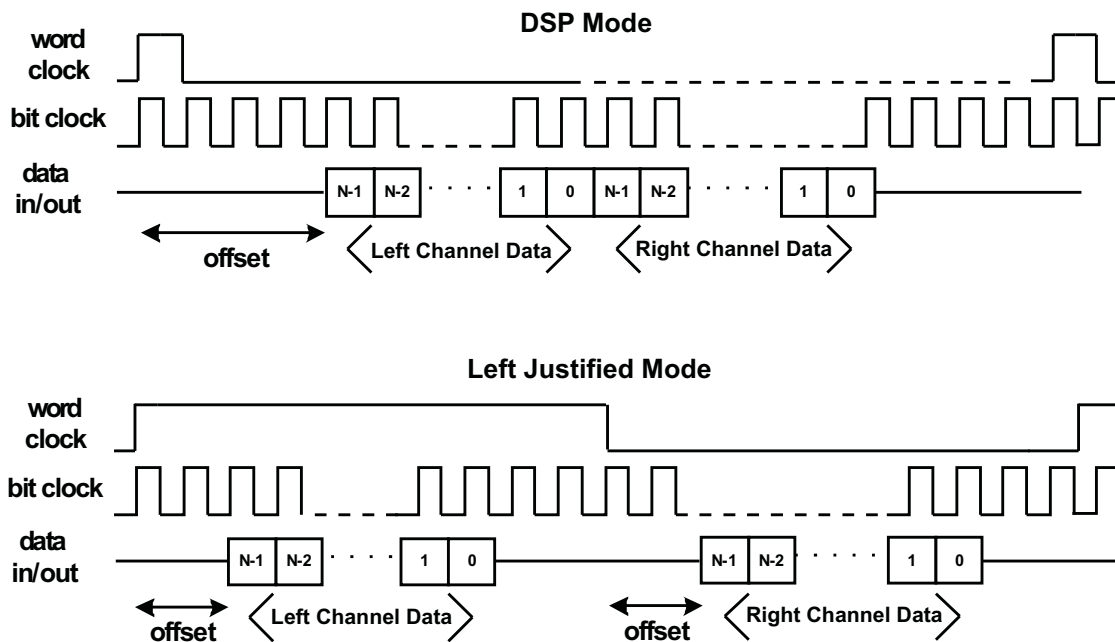 DSP Mode
word
clock
bit clock
data
in/out
N-1 N-2 1 0 N-1 N-2 1 0
offset
Left Channel Data
Right Channel Data
Left Justified Mode
word
clock
bit clock
data
in/out
N-1 N-2 1 0 N-1 N-2 1 0
offset
Left Channel Data
offset
Right Channel Data